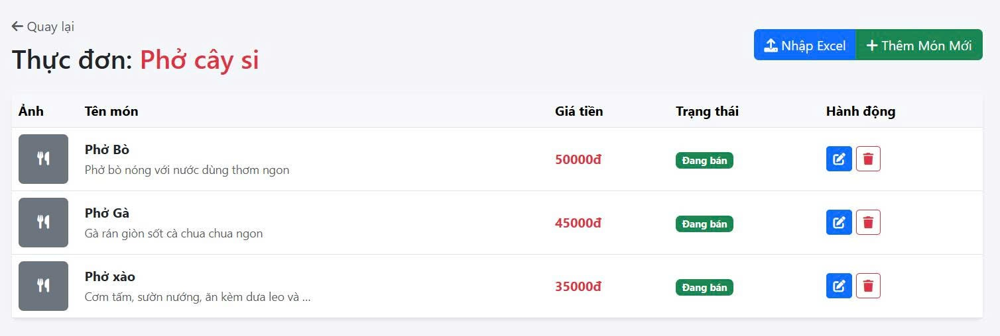 Quay lại
Thực đơn: Phở cây si
Nhập Excel
Thêm Món Mới
Ảnh Tên món Giá tiền Trạng thái Hành động
Phở Bò
Phở bò nóng với nước dùng thơm ngon
50000đ
Đang bán
Phở Gà
Gà rán giòn sốt cà chua chua ngon
45000đ
Đang bán
Phở xào
Cơm tấm, sườn nướng, ăn kèm dưa leo và ...
35000đ
Đang bán